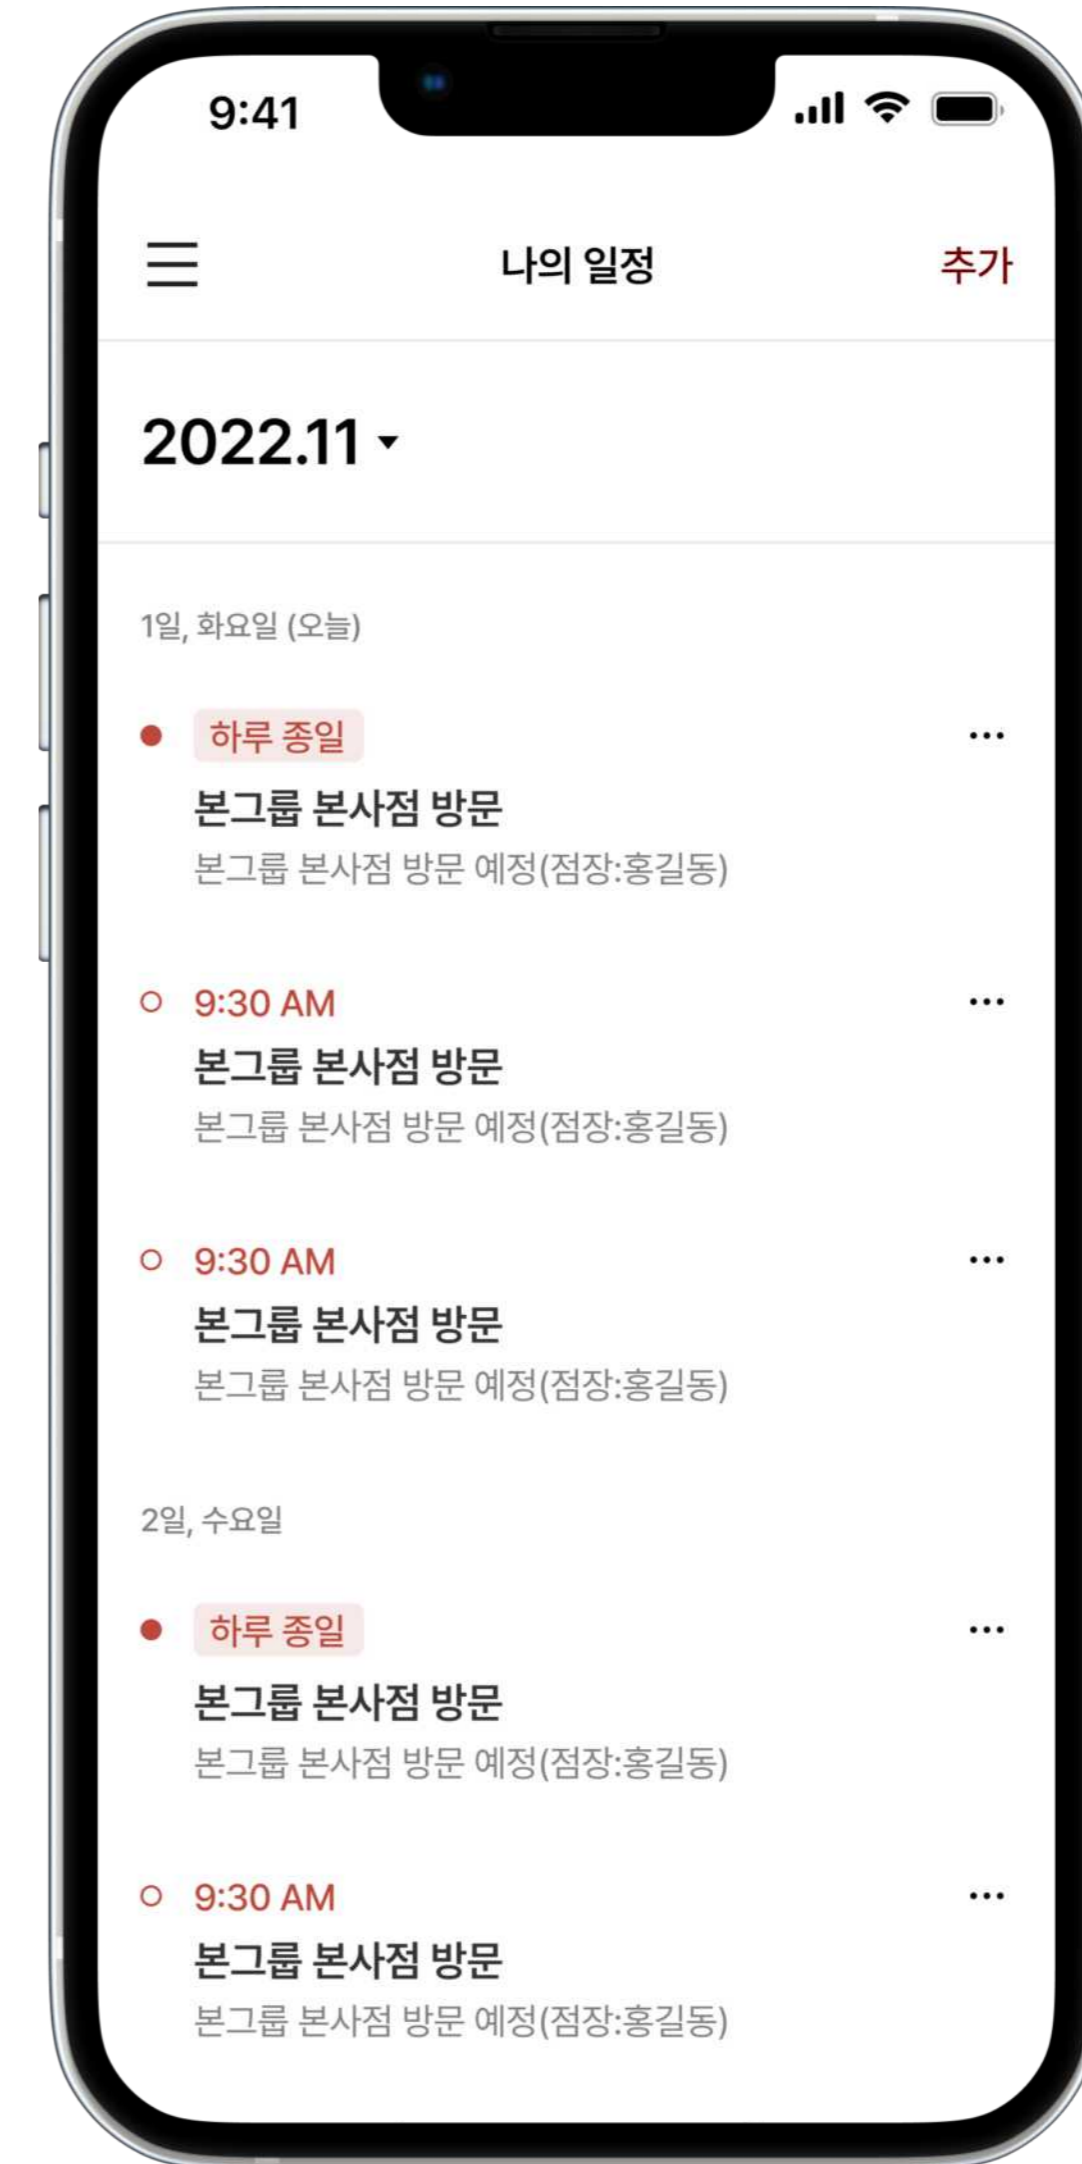 9:41
나의 일정
추가
2022.11
1일, 화요일 (오늘)
하루 종일
본그룹 본사점 방문
본그룹 본사점 방문 예정(점장:홍길동)
9:30 AM
본그룹 본사점 방문
본그룹 본사점 방문 예정(점장:홍길동)
9:30 AM
본그룹 본사점 방문
본그룹 본사점 방문 예정(점장:홍길동)
2일, 수요일
하루 종일
본그룹 본사점 방문
본그룹 본사점 방문 예정(점장:홍길동)
9:30 AM
본그룹 본사점 방문
본그룹 본사점 방문 예정(점장:홍길동)